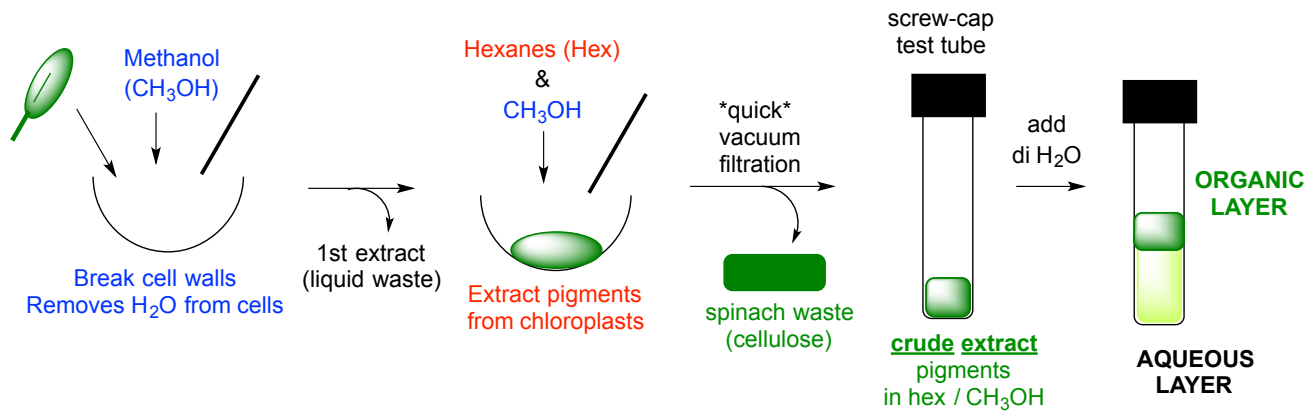 Methanol
(CH₃OH)
Break cell walls
Removes H₂O from cells
1st extract
(liquid waste)
Hexanes (Hex)
&
CH₃OH
Extract pigments
from chloroplasts
*quick*
vacuum
filtration
spinach waste
(cellulose)
screw-cap
test tube
crude extract
pigments
in hex / CH₃OH
add
di H₂O
ORGANIC
LAYER
AQUEOUS
LAYER